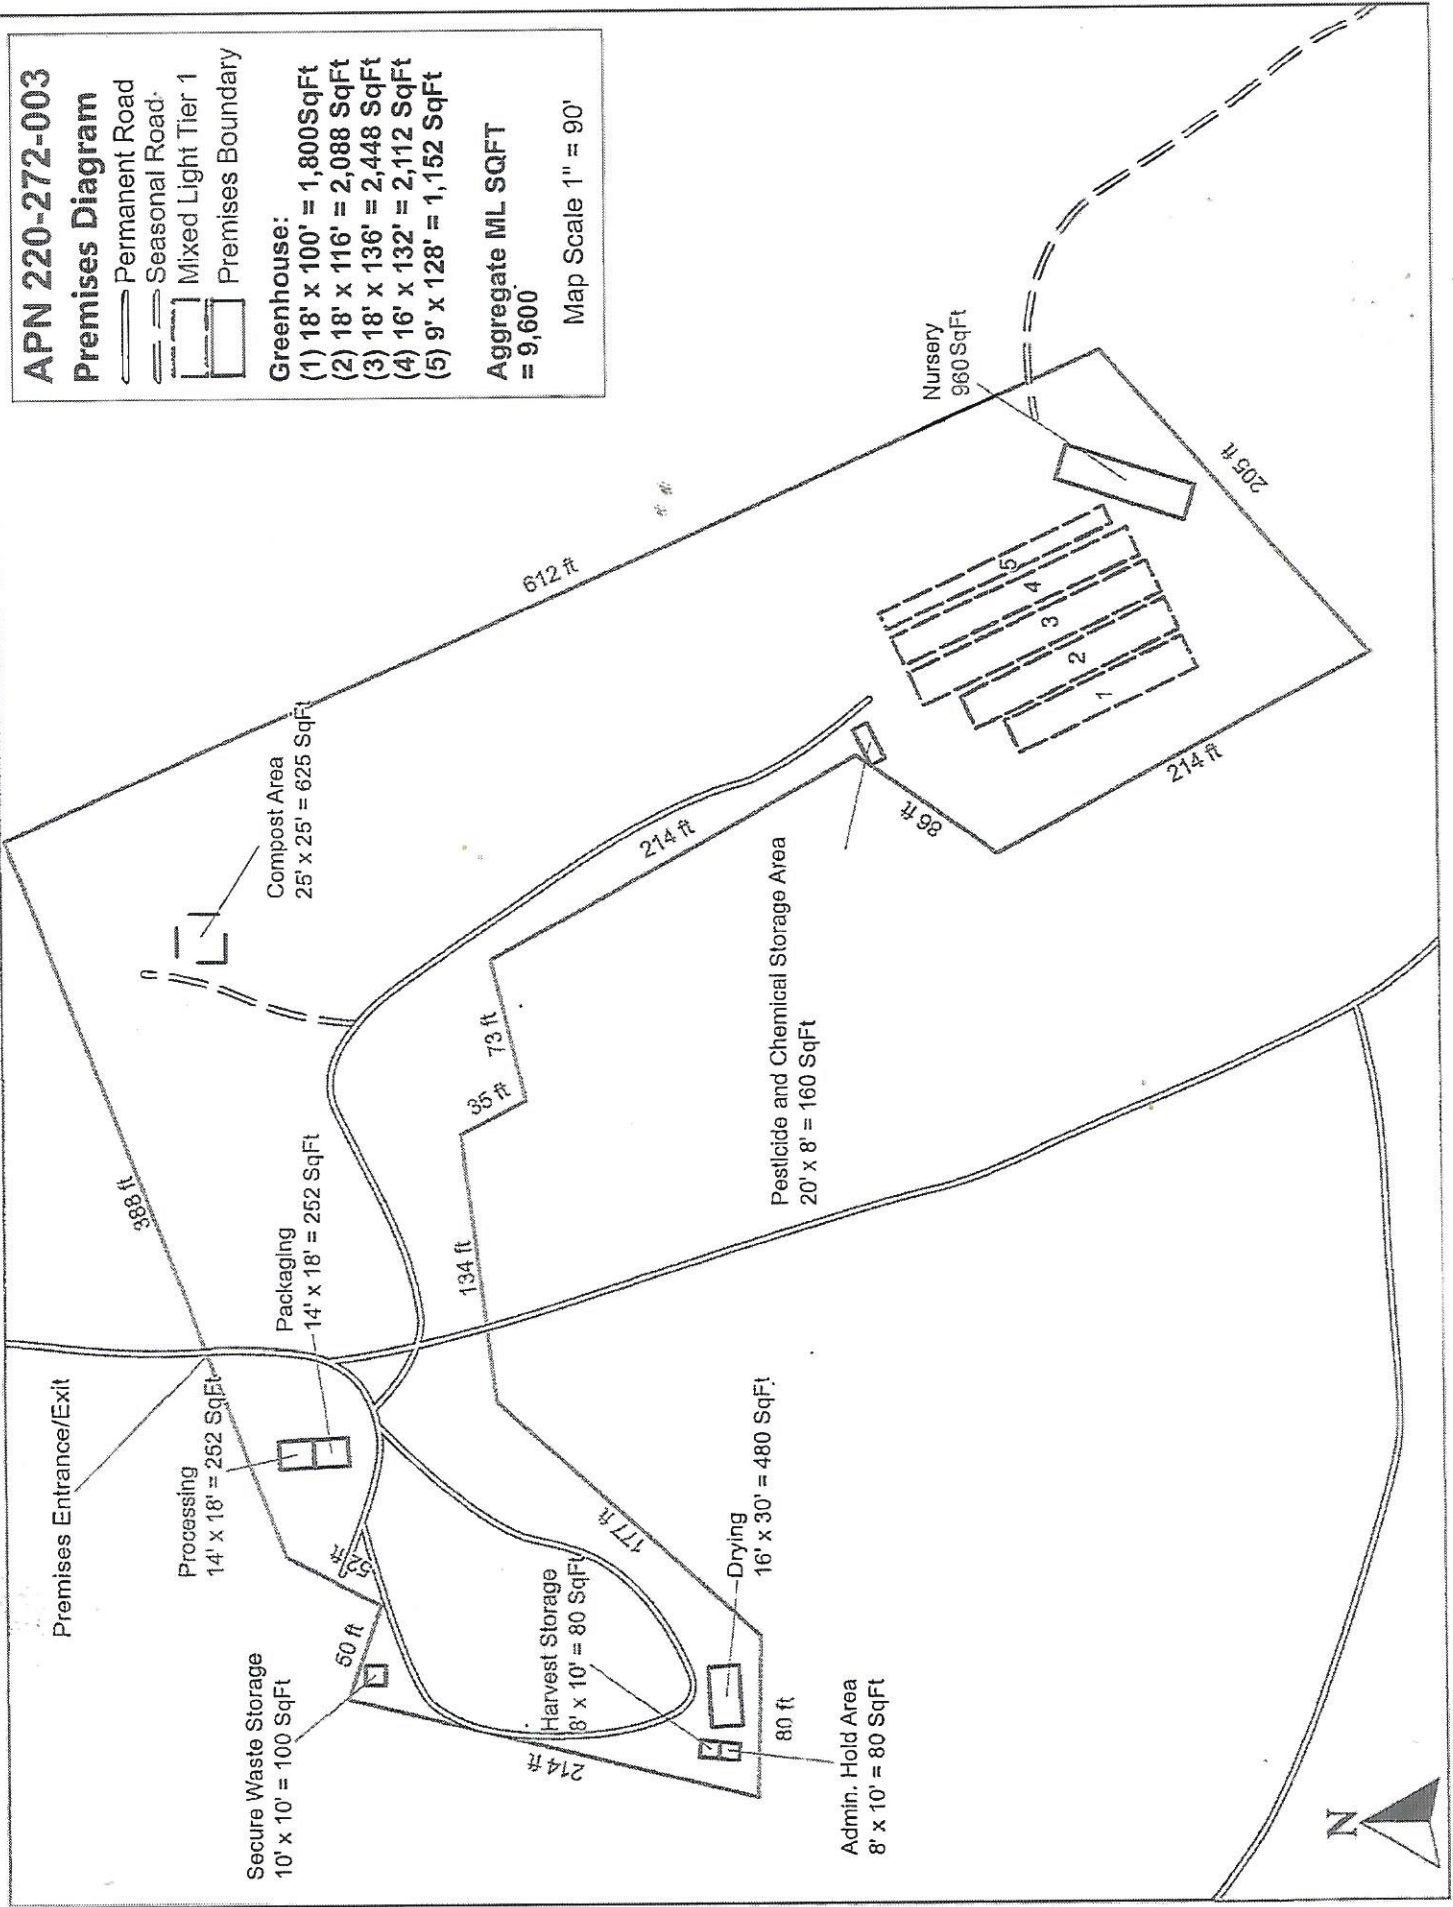 APN 220-272-003
Premises Diagram
Permanent Road
Seasonal Road
Mixed Light Tier 1
Premises Boundary
Greenhouse:
(1) 18' x 100' = 1,800SqFt
(2) 18' x 116' = 2,088 SqFt
(3) 18' x 136' = 2,448 SqFt
(4) 16' x 132' = 2,112 SqFt
(5) 9' x 128' = 1,152 SqFt
Aggregate ML SQFT
= 9,600
Map Scale 1" = 90'
Premises Entrance/Exit
388 ft
Compost Area
25' x 25' = 625 SqFt
612 ft
Processing
14' x 18' = 252 SqFt
Packaging
14' x 18' = 252 SqFt
Secure Waste Storage
10' x 10' = 100 SqFt
50 ft
52 ft
134 ft
35 ft
73 ft
214 ft
Nursery
960 SqFt
Harvest Storage
8' x 10' = 80 SqFt
214 ft
177 ft
Drying
16' x 30' = 480 SqFt
80 ft
Admin. Hold Area
8' x 10' = 80 SqFt
Pesticide and Chemical Storage Area
20' x 8' = 160 SqFt
86 ft
5
4
3
2
1
214 ft
205 ft
N